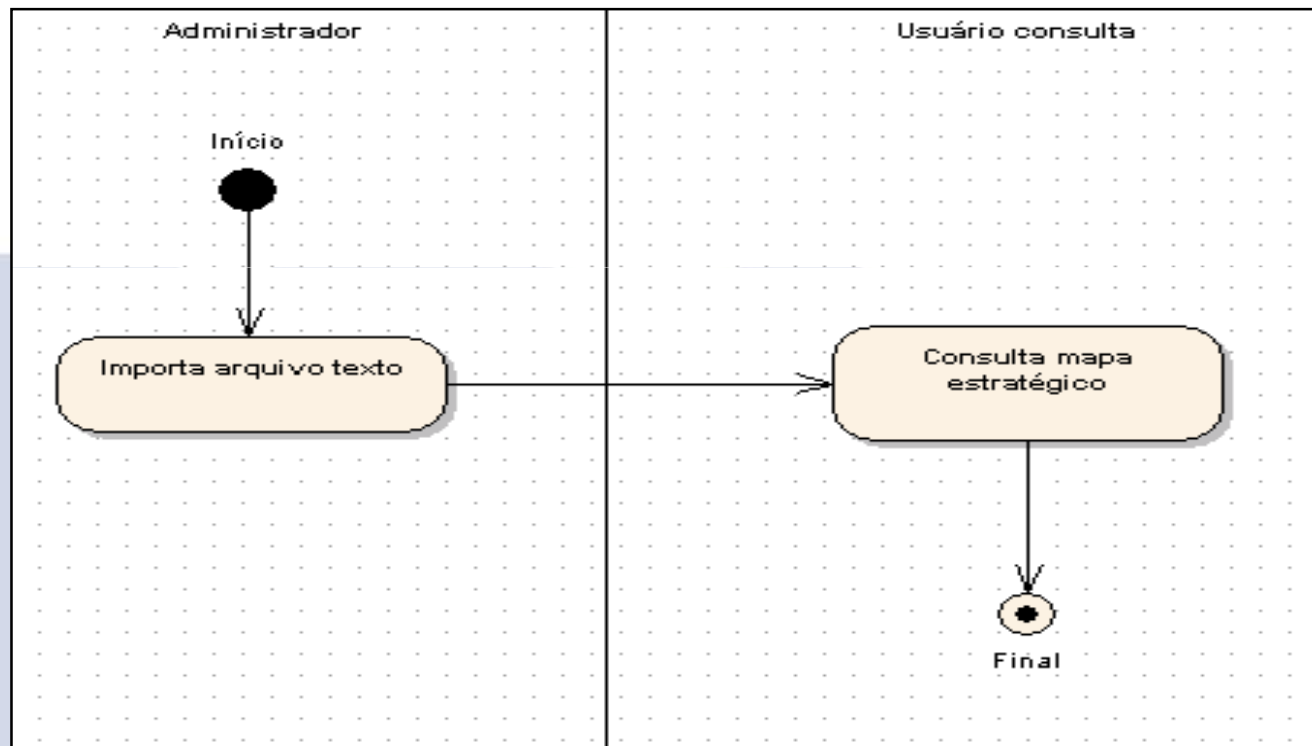 Administrador
Usuário consulta
Início
Importa arquivo texto
Consulta mapa
estratégico
Final